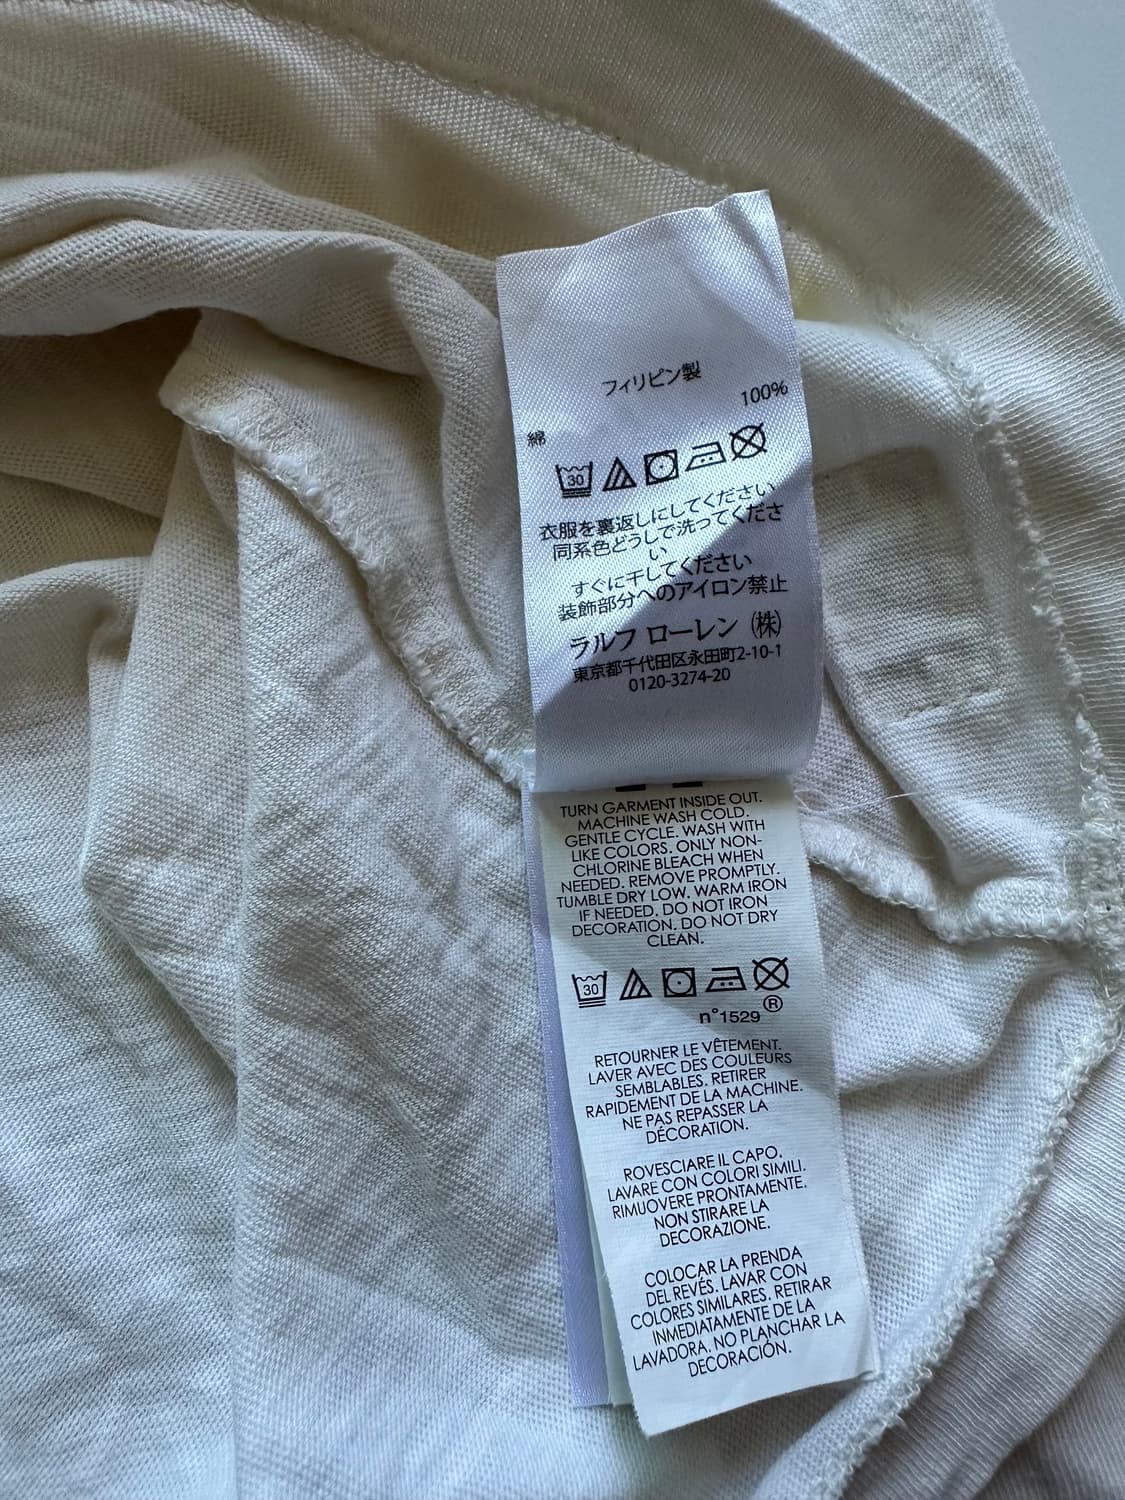 フィリピン製
綿 100%
30
衣服を裏返しにしてください
同系色どうしで洗ってくださ
い
すぐに干してください
装飾部分へのアイロン禁止
ラルフ ローレン (株)
東京都千代田区永田町2-10-1
0120-3274-20
TURN GARMENT INSIDE OUT.
MACHINE WASH COLD.
GENTLE CYCLE. WASH WITH
LIKE COLORS. ONLY NON-
CHLORINE BLEACH WHEN
NEEDED. REMOVE PROMPTLY.
TUMBLE DRY LOW. WARM IRON
IF NEEDED. DO NOT IRON
DECORATION. DO NOT DRY
CLEAN.
30
n°1529 ®
RETOURNER LE VÊTEMENT.
LAVER AVEC DES COULEURS
SEMBLABLES. RETIRER
RAPIDEMENT DE LA MACHINE.
NE PAS REPASSER LA
DÉCORATION.
ROVESCIARE IL CAPO.
LAVARE CON COLORI SIMILI.
RIMUOVERE PRONTAMENTE.
NON STIRARE LA
DECORAZIONE.
COLOCAR LA PRENDA
DEL REVÉS. LAVAR CON
COLORES SIMILARES. RETIRAR
INMEDIATAMENTE DE LA
LAVADORA. NO PLANCHAR LA
DECORACIÓN.